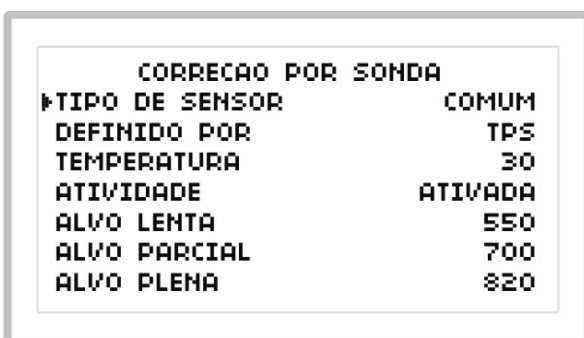 CORRECAO POR SONDA
TIPO DE SENSOR COMUM
DEFINIDO POR TPS
TEMPERATURA 30
ATIVIDADE ATIVADA
ALVO LENTA 550
ALVO PARCIAL 700
ALVO PLENA 820